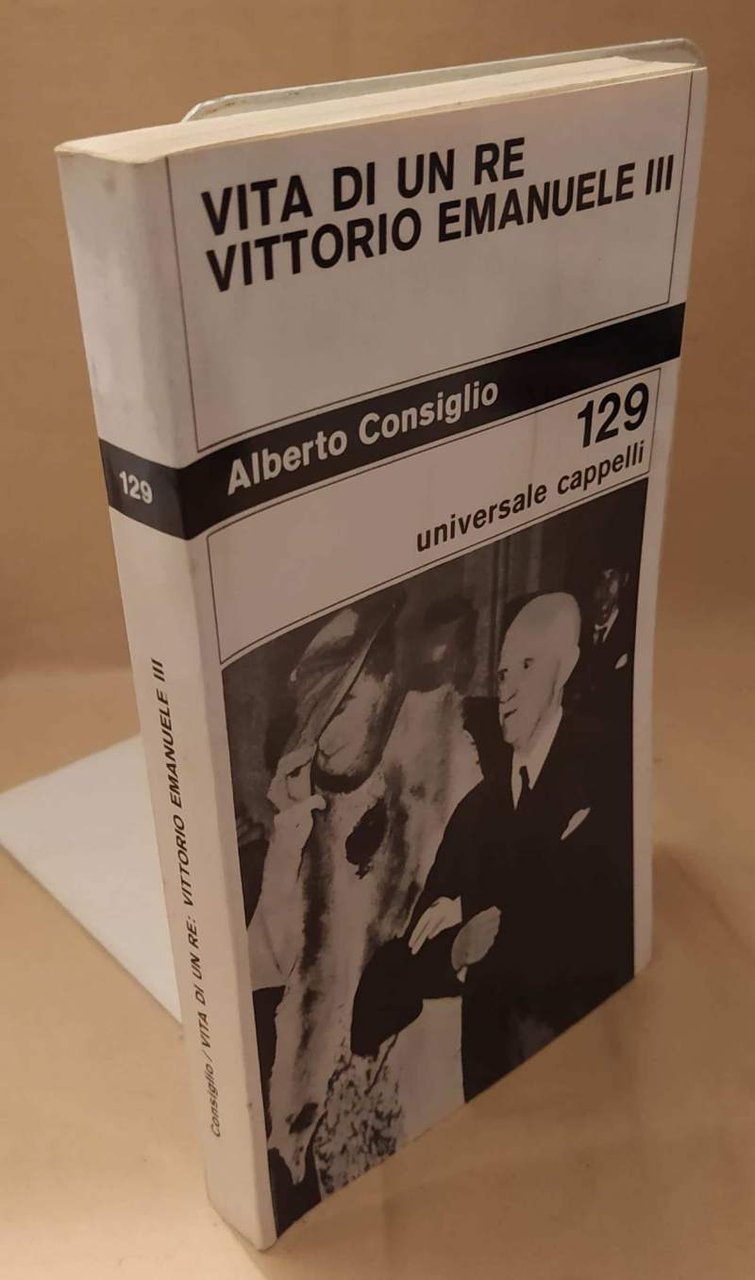 VITA DI UN RE
VITTORIO EMANUELE III
Alberto Consiglio
129
universale cappelli
129
Consiglio / VITA DI UN RE: VITTORIO EMANUELE III